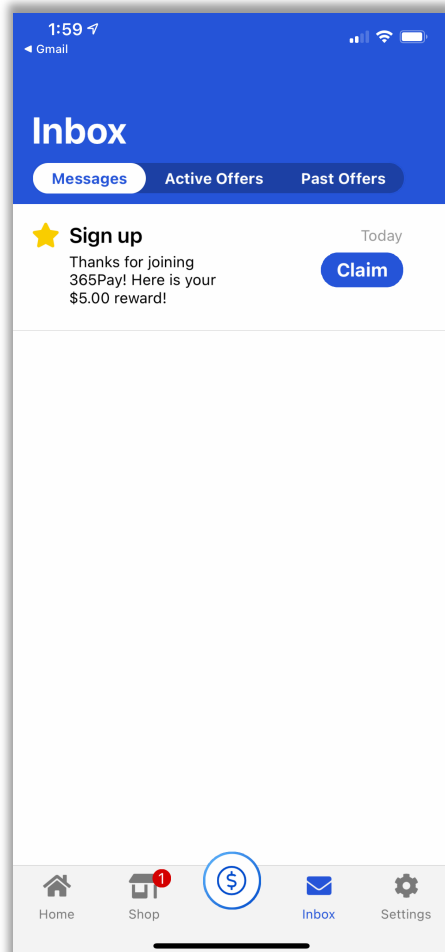 1:59
◀ Gmail
Inbox
Messages Active Offers Past Offers
Sign up Today
Thanks for joining
365Pay! Here is your
$5.00 reward!
Claim
1
$
Home Shop Inbox Settings